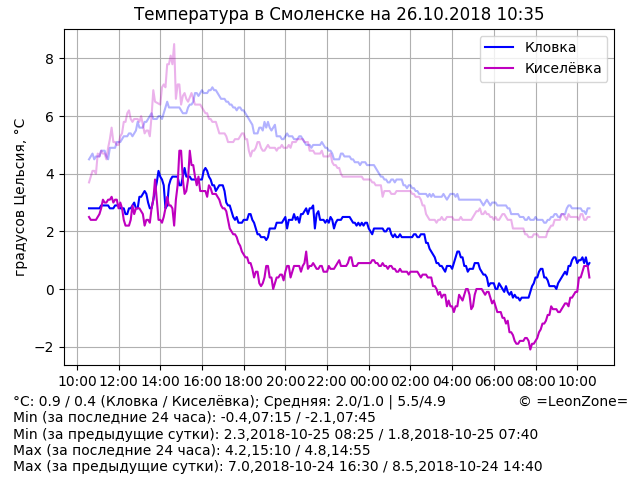 Температура в Смоленске на 26.10.2018 10:35
Кловка
Киселёвка
градусов Цельсия, °C
8
6
4
2
0
−2
10:00 12:00 14:00 16:00 18:00 20:00 22:00 00:00 02:00 04:00 06:00 08:00 10:00
°C: 0.9 / 0.4 (Кловка / Киселёвка); Средняя: 2.0/1.0 | 5.5/4.9 © =LeonZone=
Min (за последние 24 часа): -0.4,07:15 / -2.1,07:45
Min (за предыдущие сутки): 2.3,2018-10-25 08:25 / 1.8,2018-10-25 07:40
Max (за последние 24 часа): 4.2,15:10 / 4.8,14:55
Max (за предыдущие сутки): 7.0,2018-10-24 16:30 / 8.5,2018-10-24 14:40